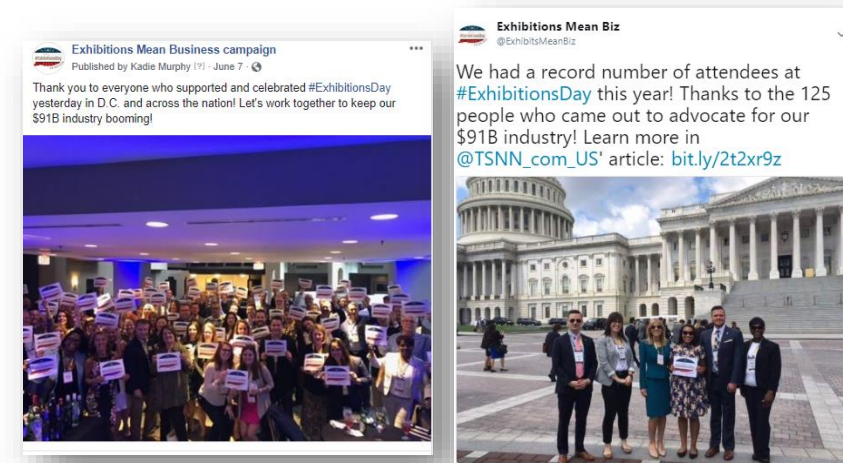 Exhibitions Mean Business campaign
Published by Kadie Murphy [?] · June 7 ·
Thank you to everyone who supported and celebrated #ExhibitionsDay
yesterday in D.C. and across the nation! Let's work together to keep our
$91B industry booming!
Exhibitions Mean Biz
@ExhibitsMeanBiz
We had a record number of attendees at
#ExhibitionsDay this year! Thanks to the 125
people who came out to advocate for our
$91B industry! Learn more in
@TSNN_com_US' article: bit.ly/2t2xr9z